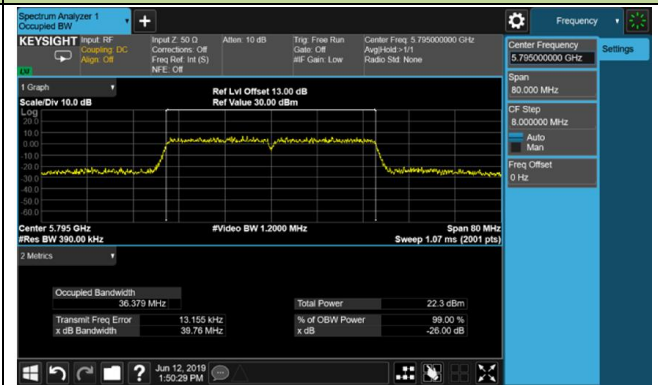 Spectrum Analyzer 1
Occupied BW
Frequency
KEYSIGHT
Input: RF
Coupling: DC
Align: Off
Input Z: 50 Ω
Corrections: Off
Freq Ref: Int (S)
NFE: Off
Atten: 10 dB
Trig: Free Run
Gate: Off
#IF Gain: Low
Center Freq: 5.795000000 GHz
Avg|Hold:>1/1
Radio Std: None
Center Frequency
5.795000000 GHz
Settings
Span
80.000 MHz
CF Step
8.000000 MHz
Auto
Man
Freq Offset
0 Hz
1 Graph
Scale/Div 10.0 dB
Ref Lvl Offset 13.00 dB
Ref Value 30.00 dBm
Log
20.0
10.0
0.00
-10.0
-20.0
-30.0
-40.0
-50.0
-60.0
Center 5.795 GHz
#Res BW 390.00 kHz
#Video BW 1.2000 MHz
Span 80 MHz
Sweep 1.07 ms (2001 pts)
2 Metrics
Occupied Bandwidth
36.379 MHz
Total Power 22.3 dBm
Transmit Freq Error 13.155 kHz
% of OBW Power 99.00 %
x dB Bandwidth 39.76 MHz
x dB -26.00 dB
Jun 12, 2019
1:50:29 PM